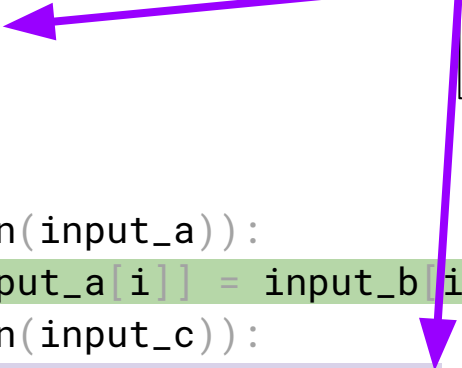 n(input_a)):
put_a[i]] = input_b[i
n(input_c)):